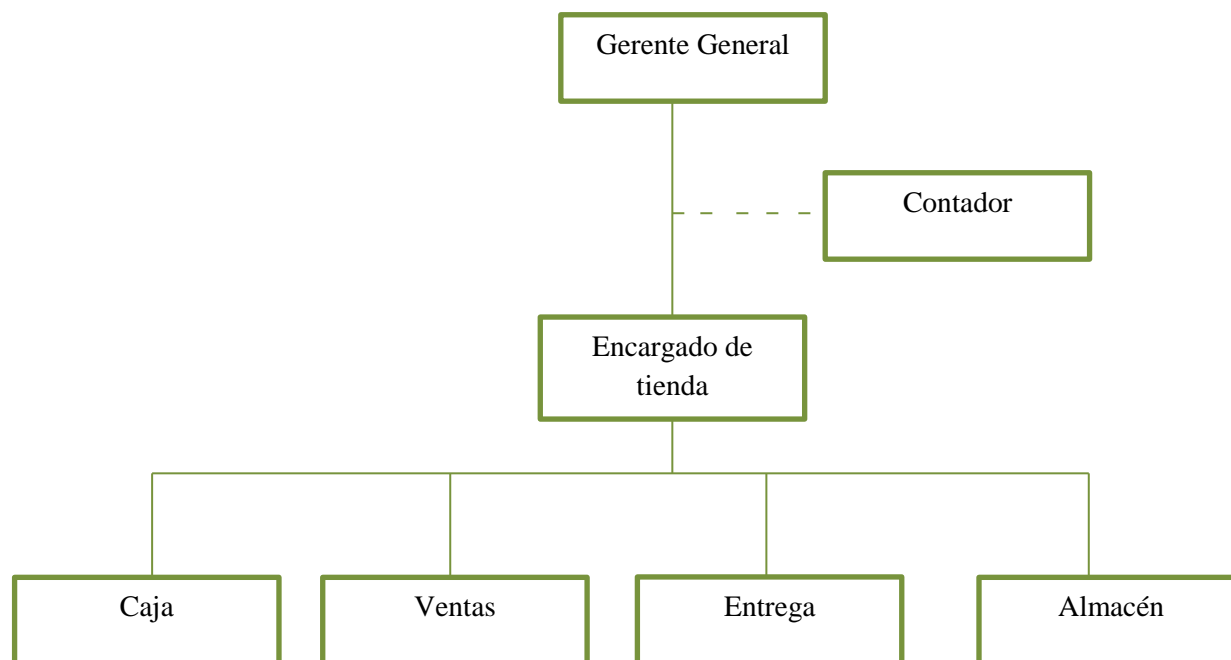 Gerente General
Contador
Encargado de
tienda
Caja
Ventas
Entrega
Almacén